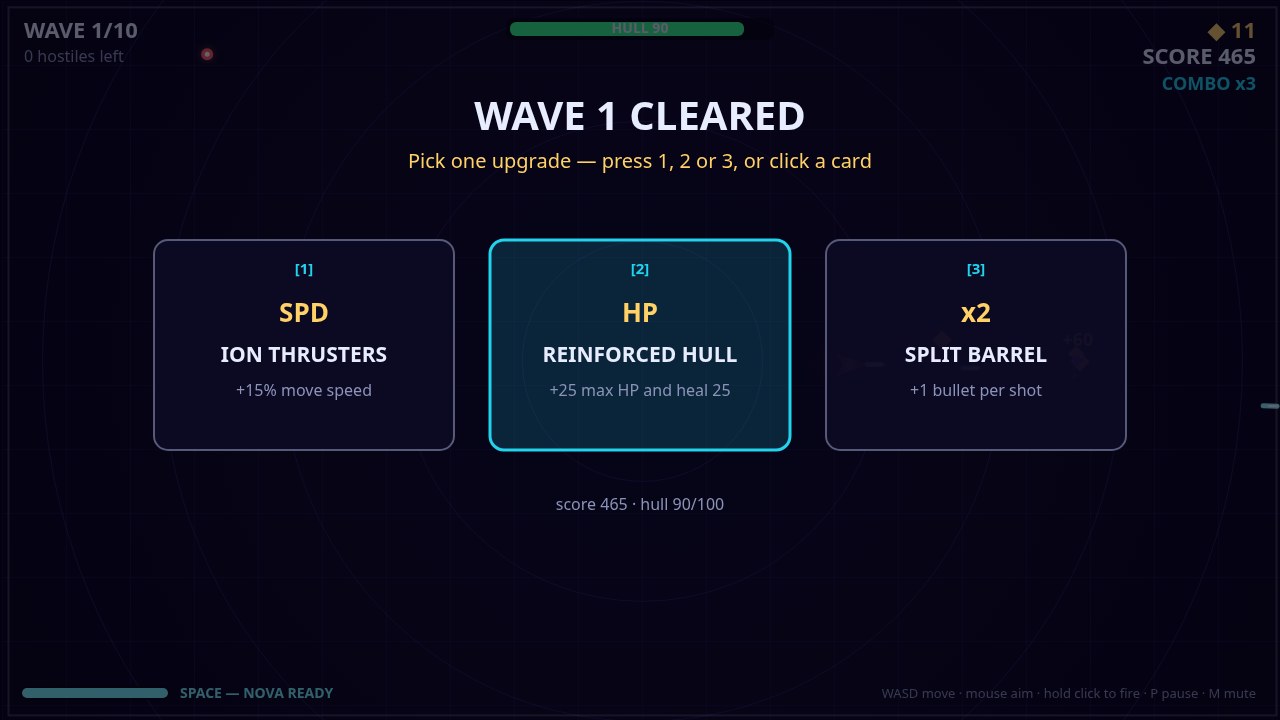 WAVE 1/10
0 hostiles left
HULL 90
◆ 11
SCORE 465
COMBO x3
WAVE 1 CLEARED
Pick one upgrade — press 1, 2 or 3, or click a card
[1]
SPD
ION THRUSTERS
+15% move speed
[2]
HP
REINFORCED HULL
+25 max HP and heal 25
[3]
x2
SPLIT BARREL
+1 bullet per shot
+60
score 465 · hull 90/100
SPACE — NOVA READY
WASD move · mouse aim · hold click to fire · P pause · M mute